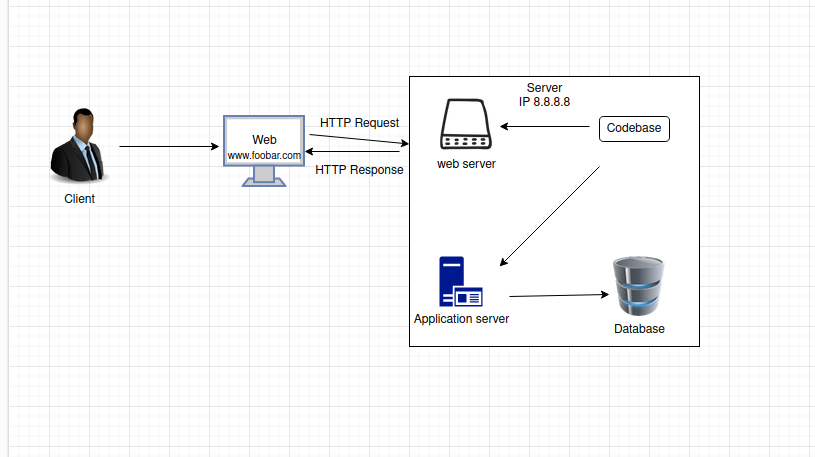 Server
IP 8.8.8.8
HTTP Request
Codebase
Web
www.foobar.com
web server
HTTP Response
Client
Application server
Database